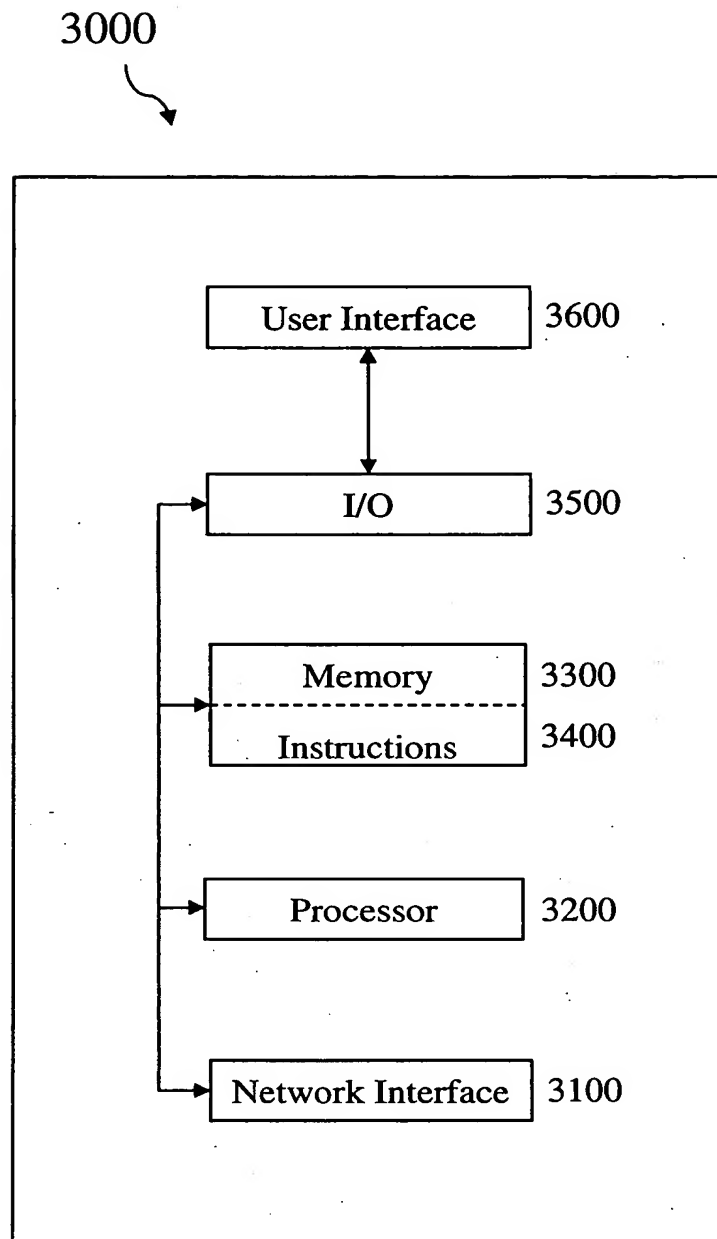 3000
User Interface 3600
I/O 3500
Memory 3300
Instructions 3400
Processor 3200
Network Interface 3100